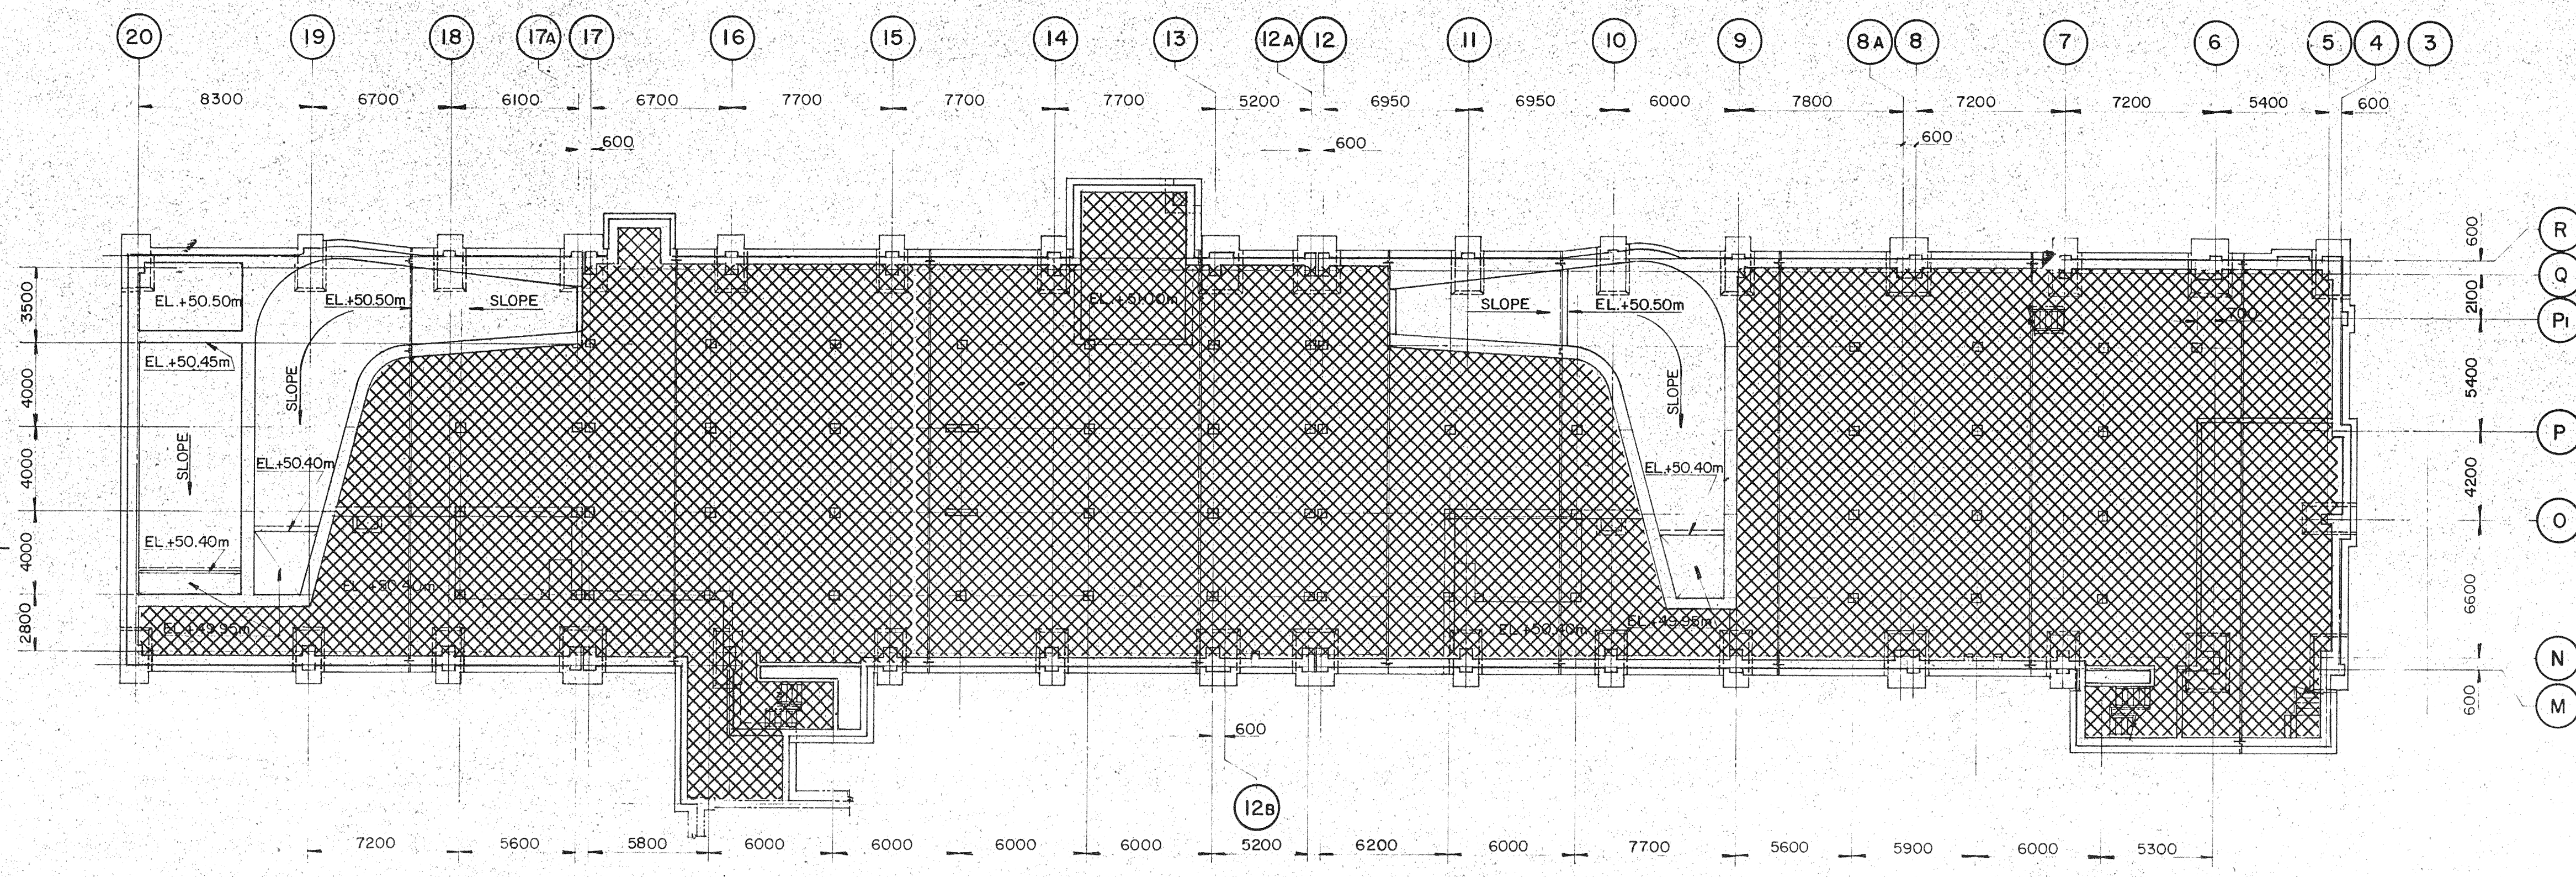 20 19 18 17A 17 16 15 14 13 12A 12 11 10 9 8A 8 7 6 5 4 3
8300 6700 6100 6700 7700 7700 7700 5200 6950 6950 6000 7800 7200 7200 5400 600
600 600 600
R
600
Q
3500 EL.+50.50m EL.+50.50m SLOPE EL.+51.00m SLOPE EL.+50.50m 2100
700 P1
EL.+50.45m
4000 SLOPE SLOPE 5400
P
4000 SLOPE EL.+50.40m EL.+50.40m 4200
O
4000 EL.+50.40m
EL.+50.40m 6600
2800 EL.+49.95m EL.+50.40m EL.+49.95m
N
600 M
600
12B
7200 5600 5800 6000 6000 6000 6000 5200 6200 6000 7700 5600 5900 6000 5300